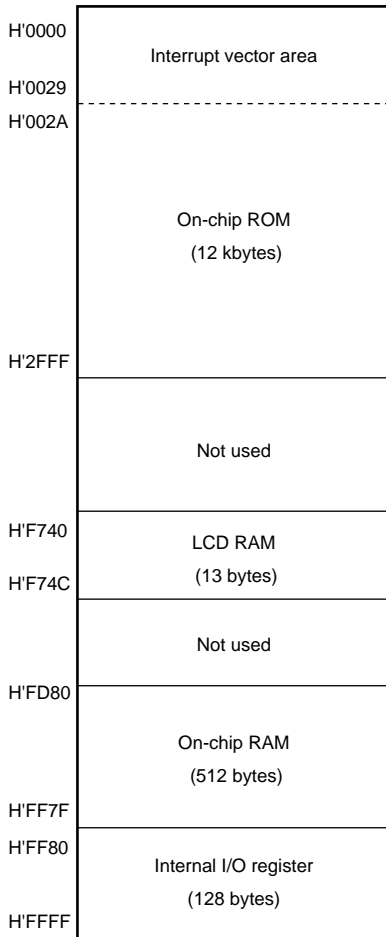 H'0000
Interrupt vector area
H'0029
H'002A
On-chip ROM
(12 kbytes)
H'2FFF
Not used
H'F740
LCD RAM
(13 bytes)
H'F74C
Not used
H'FD80
On-chip RAM
(512 bytes)
H'FF7F
H'FF80
Internal I/O register
(128 bytes)
H'FFFF